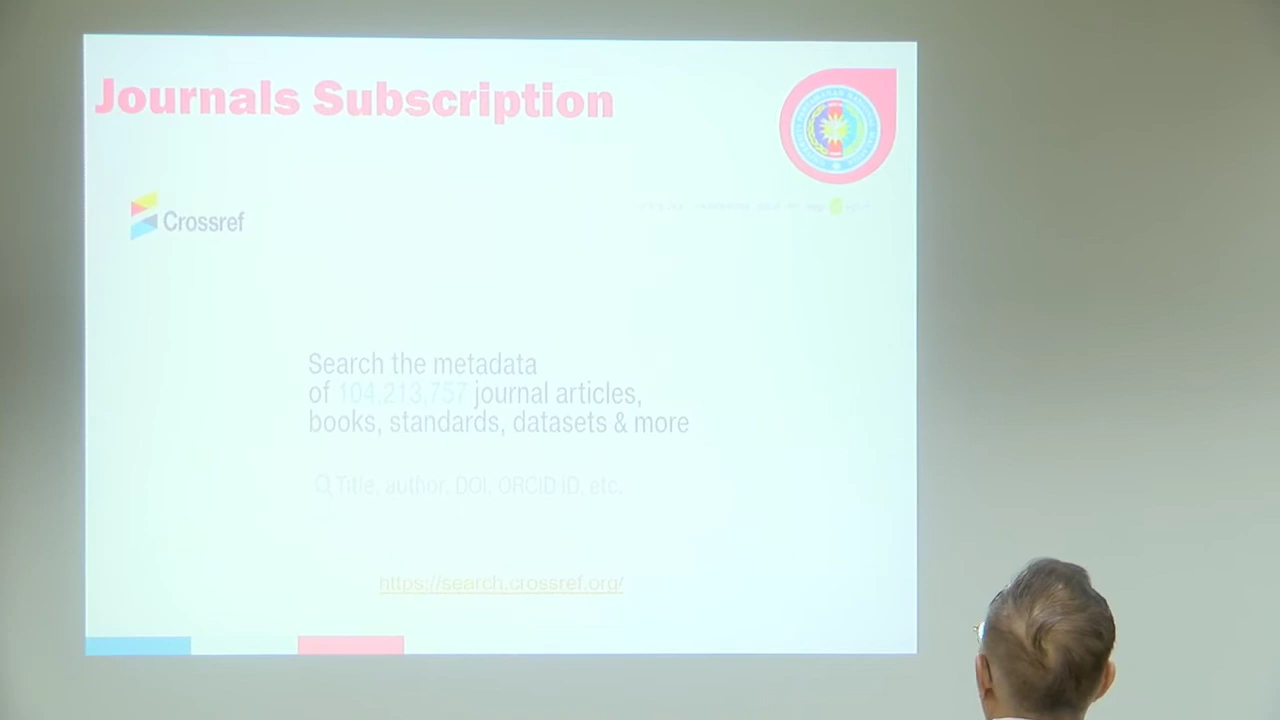 Journals Subscription
Crossref
Search the metadata
of 104,213,757 journal articles,
books, standards, datasets & more
Title, author, DOI, ORCID iD, etc.
https://search.crossref.org/